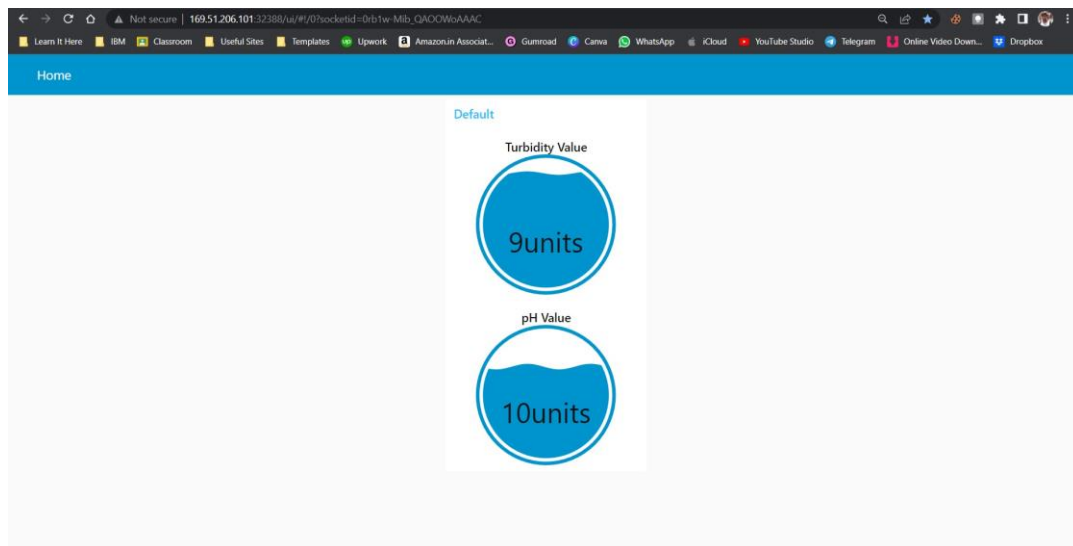 Not secure | 169.51.206.101:32388/ui/#!/0?socketid=0rb1w-Mib_QAOOWoAAAC
Learn It Here IBM Classroom Useful Sites Templates Upwork Amazon.in Associat... Gumroad Canva WhatsApp iCloud YouTube Studio Telegram Online Video Down... Dropbox
Home
Default
Turbidity Value
9units
pH Value
10units